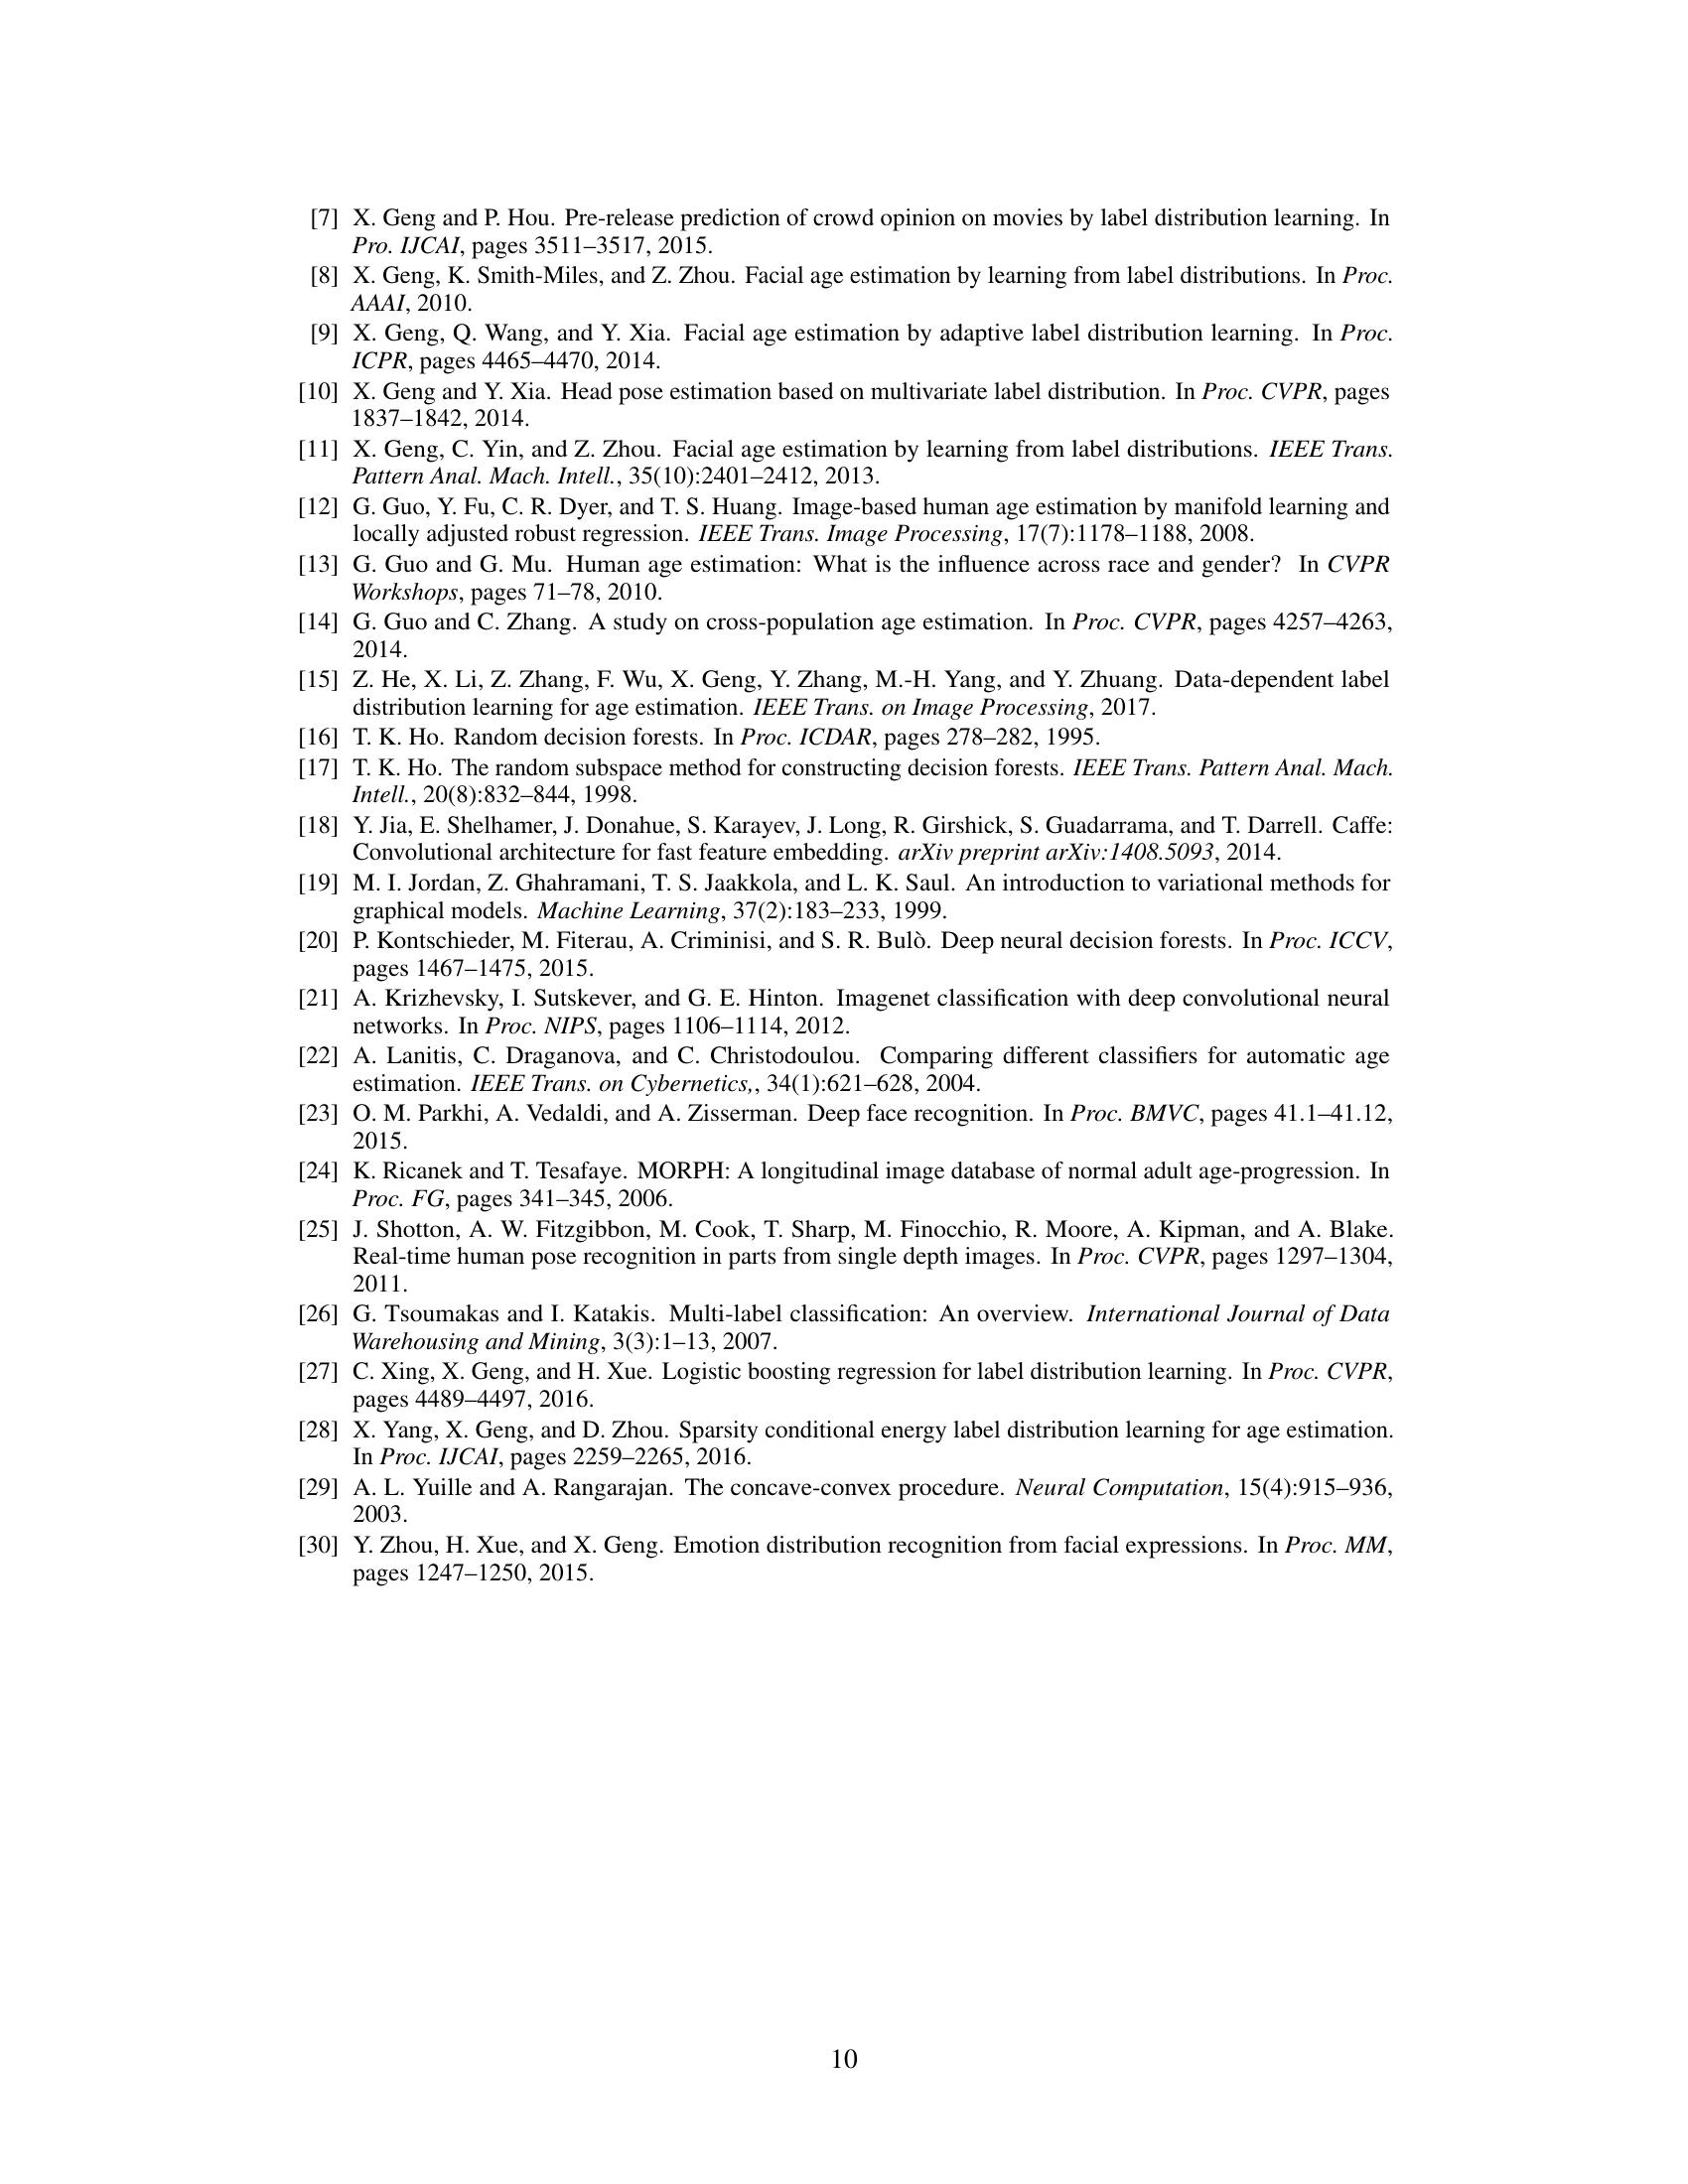 [7] X. Geng and P. Hou. Pre-release prediction of crowd opinion on movies by label distribution learning. In
Pro. IJCAI, pages 3511–3517, 2015.
[8] X. Geng, K. Smith-Miles, and Z. Zhou. Facial age estimation by learning from label distributions. In Proc.
AAAI, 2010.
[9] X. Geng, Q. Wang, and Y. Xia. Facial age estimation by adaptive label distribution learning. In Proc.
ICPR, pages 4465–4470, 2014.
[10] X. Geng and Y. Xia. Head pose estimation based on multivariate label distribution. In Proc. CVPR, pages
1837–1842, 2014.
[11] X. Geng, C. Yin, and Z. Zhou. Facial age estimation by learning from label distributions. IEEE Trans.
Pattern Anal. Mach. Intell., 35(10):2401–2412, 2013.
[12] G. Guo, Y. Fu, C. R. Dyer, and T. S. Huang. Image-based human age estimation by manifold learning and
locally adjusted robust regression. IEEE Trans. Image Processing, 17(7):1178–1188, 2008.
[13] G. Guo and G. Mu. Human age estimation: What is the influence across race and gender? In CVPR
Workshops, pages 71–78, 2010.
[14] G. Guo and C. Zhang. A study on cross-population age estimation. In Proc. CVPR, pages 4257–4263,
2014.
[15] Z. He, X. Li, Z. Zhang, F. Wu, X. Geng, Y. Zhang, M.-H. Yang, and Y. Zhuang. Data-dependent label
distribution learning for age estimation. IEEE Trans. on Image Processing, 2017.
[16] T. K. Ho. Random decision forests. In Proc. ICDAR, pages 278–282, 1995.
[17] T. K. Ho. The random subspace method for constructing decision forests. IEEE Trans. Pattern Anal. Mach.
Intell., 20(8):832–844, 1998.
[18] Y. Jia, E. Shelhamer, J. Donahue, S. Karayev, J. Long, R. Girshick, S. Guadarrama, and T. Darrell. Caffe:
Convolutional architecture for fast feature embedding. arXiv preprint arXiv:1408.5093, 2014.
[19] M. I. Jordan, Z. Ghahramani, T. S. Jaakkola, and L. K. Saul. An introduction to variational methods for
graphical models. Machine Learning, 37(2):183–233, 1999.
[20] P. Kontschieder, M. Fiterau, A. Criminisi, and S. R. Bulò. Deep neural decision forests. In Proc. ICCV,
pages 1467–1475, 2015.
[21] A. Krizhevsky, I. Sutskever, and G. E. Hinton. Imagenet classification with deep convolutional neural
networks. In Proc. NIPS, pages 1106–1114, 2012.
[22] A. Lanitis, C. Draganova, and C. Christodoulou. Comparing different classifiers for automatic age
estimation. IEEE Trans. on Cybernetics,, 34(1):621–628, 2004.
[23] O. M. Parkhi, A. Vedaldi, and A. Zisserman. Deep face recognition. In Proc. BMVC, pages 41.1–41.12,
2015.
[24] K. Ricanek and T. Tesafaye. MORPH: A longitudinal image database of normal adult age-progression. In
Proc. FG, pages 341–345, 2006.
[25] J. Shotton, A. W. Fitzgibbon, M. Cook, T. Sharp, M. Finocchio, R. Moore, A. Kipman, and A. Blake.
Real-time human pose recognition in parts from single depth images. In Proc. CVPR, pages 1297–1304,
2011.
[26] G. Tsoumakas and I. Katakis. Multi-label classification: An overview. International Journal of Data
Warehousing and Mining, 3(3):1–13, 2007.
[27] C. Xing, X. Geng, and H. Xue. Logistic boosting regression for label distribution learning. In Proc. CVPR,
pages 4489–4497, 2016.
[28] X. Yang, X. Geng, and D. Zhou. Sparsity conditional energy label distribution learning for age estimation.
In Proc. IJCAI, pages 2259–2265, 2016.
[29] A. L. Yuille and A. Rangarajan. The concave-convex procedure. Neural Computation, 15(4):915–936,
2003.
[30] Y. Zhou, H. Xue, and X. Geng. Emotion distribution recognition from facial expressions. In Proc. MM,
pages 1247–1250, 2015.
10